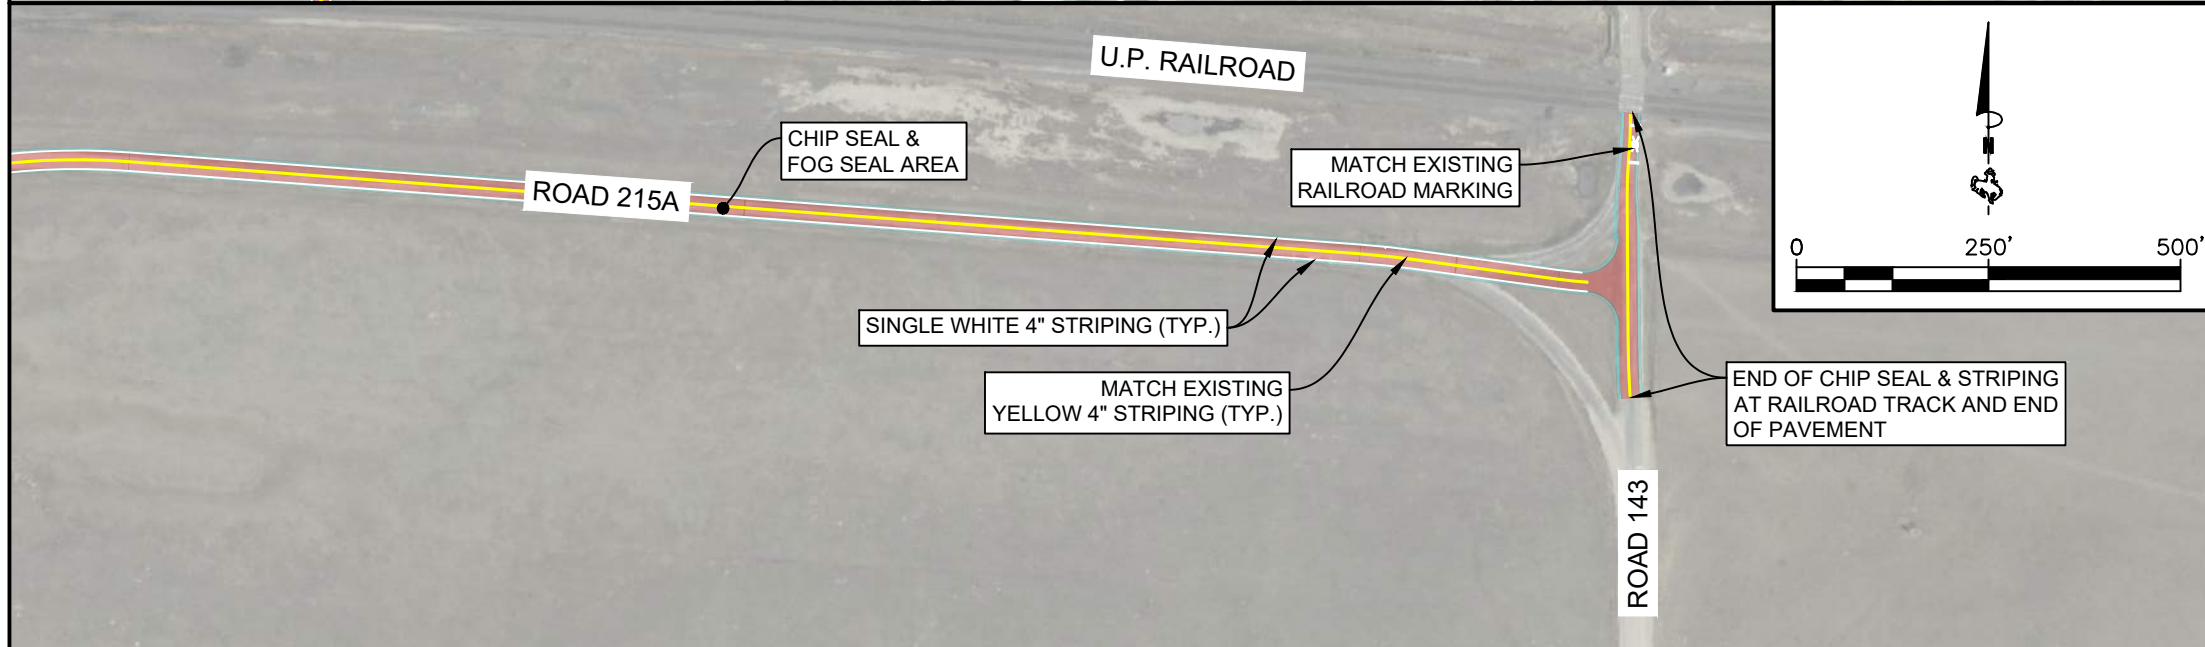 U.P. RAILROAD
CHIP SEAL &
FOG SEAL AREA
ROAD 215A
MATCH EXISTING
RAILROAD MARKING
N
0 250' 500'
SINGLE WHITE 4" STRIPING (TYP.)
MATCH EXISTING
YELLOW 4" STRIPING (TYP.)
END OF CHIP SEAL & STRIPING
AT RAILROAD TRACK AND END
OF PAVEMENT
ROAD 143